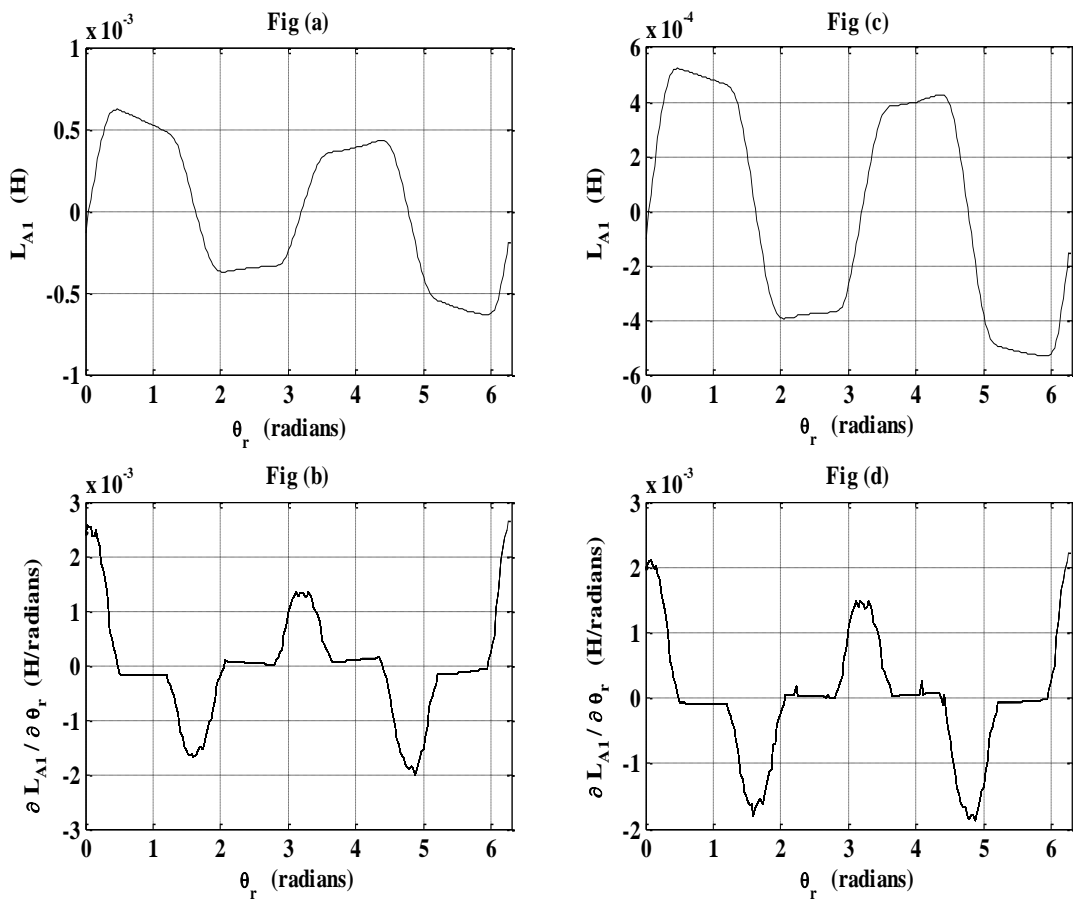 Fig (a)
x 10⁻³
1
0.5
0
-0.5
-1
L_A1 (H)
0 1 2 3 4 5 6
θ_r (radians)
Fig (c)
x 10⁻⁴
6
4
2
0
-2
-4
-6
L_A1 (H)
0 1 2 3 4 5 6
θ_r (radians)
Fig (b)
x 10⁻³
3
2
1
0
-1
-2
-3
∂ L_A1 / ∂ θ_r (H/radians)
0 1 2 3 4 5 6
θ_r (radians)
Fig (d)
x 10⁻³
3
2
1
0
-1
-2
∂ L_A1 / ∂ θ_r (H/radians)
0 1 2 3 4 5 6
θ_r (radians)